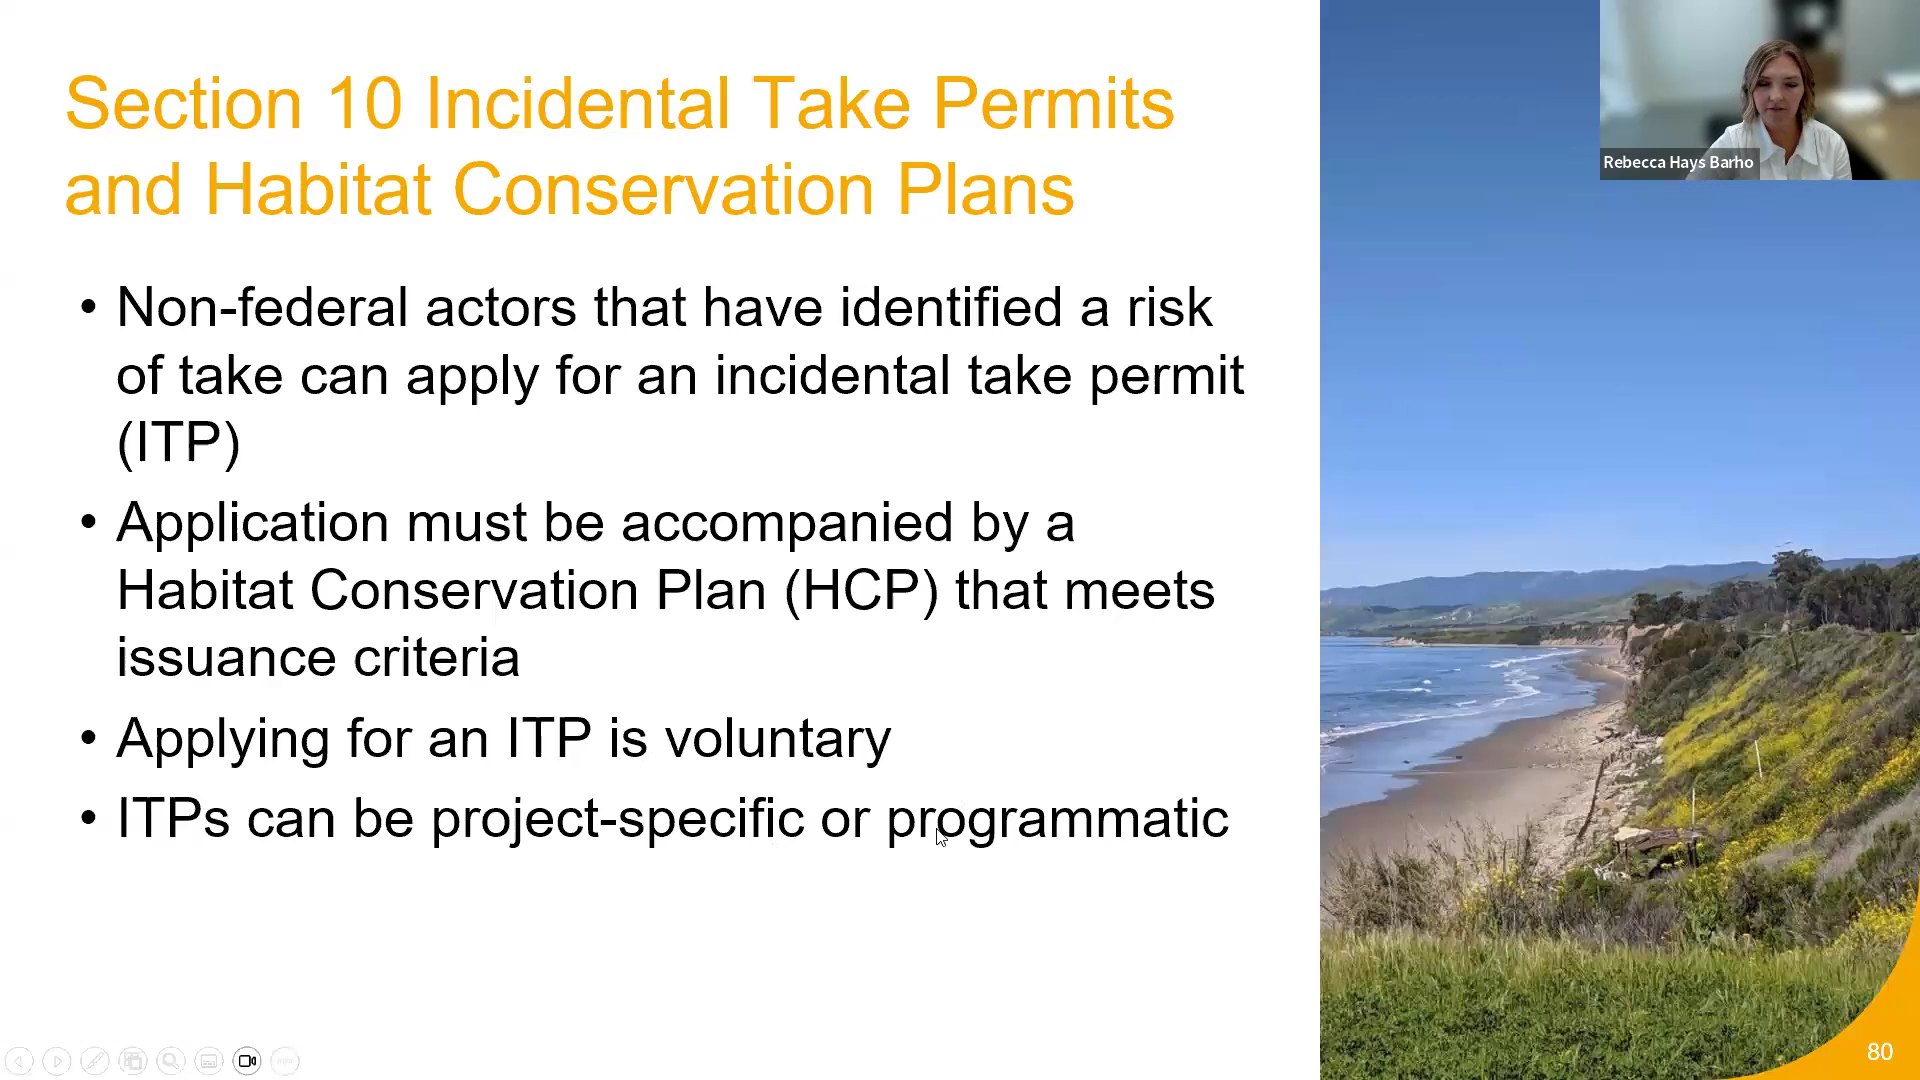 Section 10 Incidental Take Permits
and Habitat Conservation Plans
• Non-federal actors that have identified a risk
of take can apply for an incidental take permit
(ITP)
• Application must be accompanied by a
Habitat Conservation Plan (HCP) that meets
issuance criteria
• Applying for an ITP is voluntary
• ITPs can be project-specific or programmatic
Rebecca Hays Barho
80